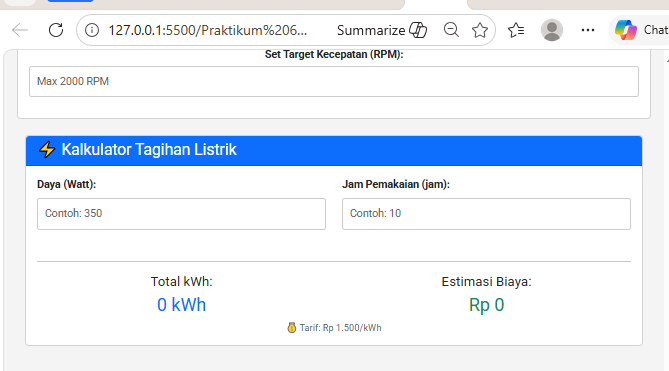 127.0.0.1:5500/Praktikum%206...
Summarize
Chat
Set Target Kecepatan (RPM):
Max 2000 RPM
Kalkulator Tagihan Listrik
Daya (Watt):
Jam Pemakaian (jam):
Contoh: 350
Contoh: 10
Total kWh:
Estimasi Biaya:
0 kWh
Rp 0
Tarif: Rp 1.500/kWh